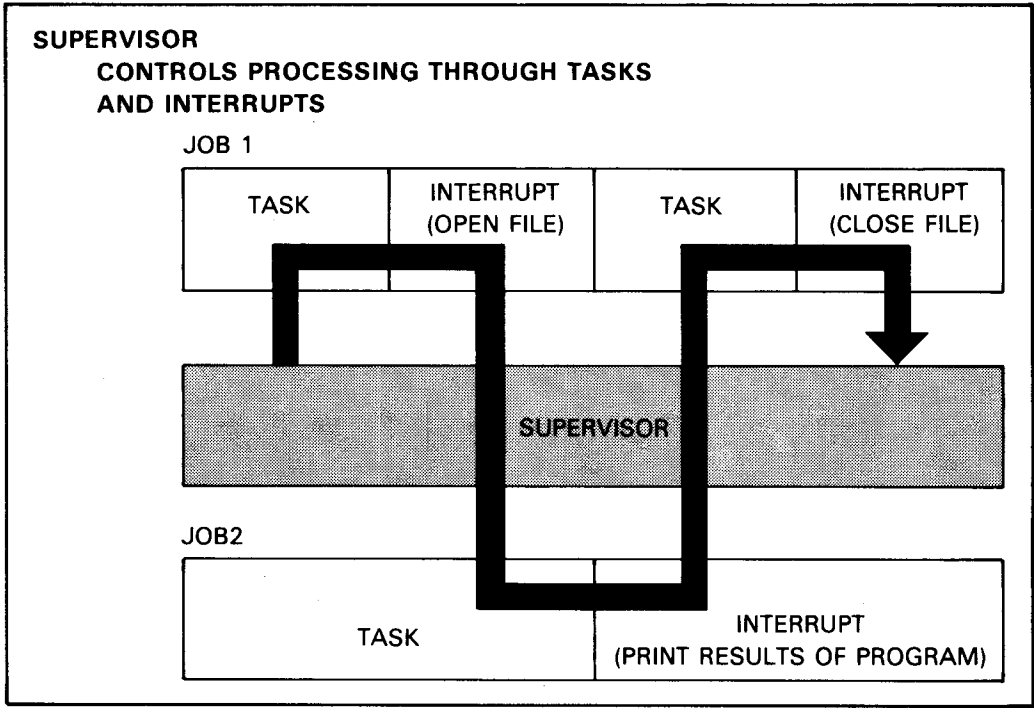 SUPERVISOR
CONTROLS PROCESSING THROUGH TASKS
AND INTERRUPTS
JOB 1
TASK
INTERRUPT
(OPEN FILE)
TASK
INTERRUPT
(CLOSE FILE)
SUPERVISOR
JOB2
TASK
INTERRUPT
(PRINT RESULTS OF PROGRAM)